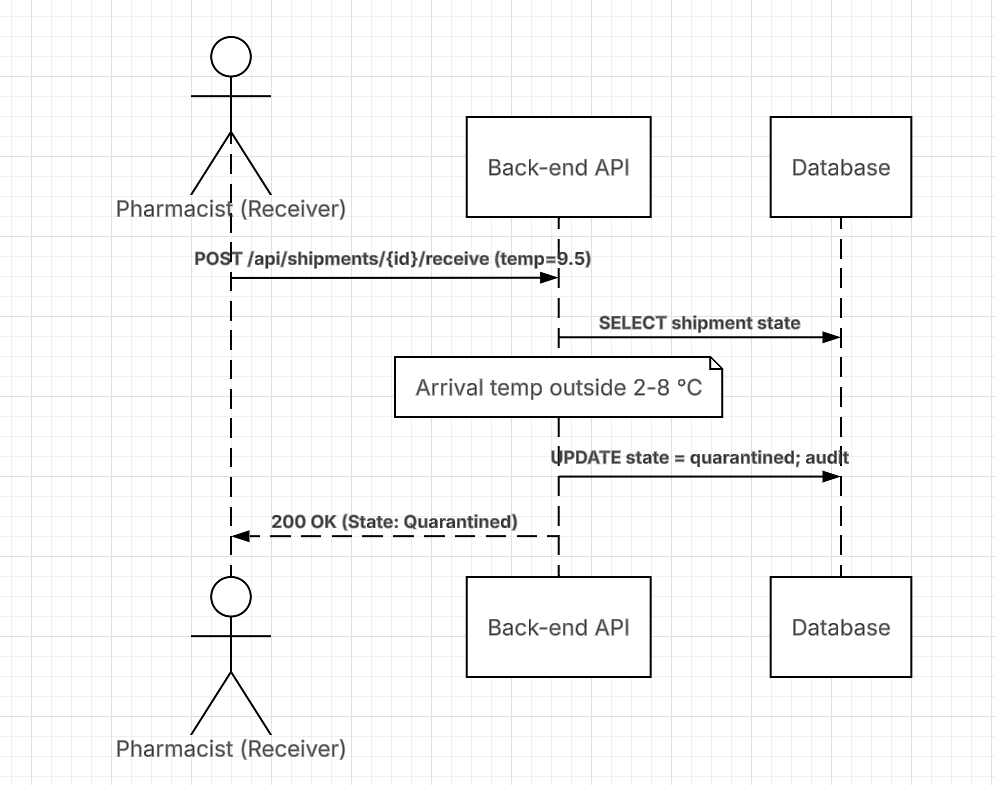 Back-end API
Database
Pharmacist (Receiver)
POST /api/shipments/{id}/receive (temp=9.5)
SELECT shipment state
Arrival temp outside 2-8 °C
UPDATE state = quarantined; audit
200 OK (State: Quarantined)
Back-end API
Database
Pharmacist (Receiver)